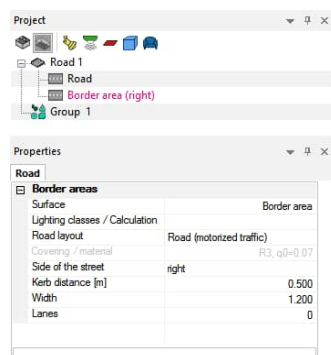 Project
Road 1
Road
Border area (right)
Group 1
Properties
Road
Border areas
Surface Border area
Lighting classes / Calculation
Road layout Road (motorized traffic)
Covering / material R3, q0=0.07
Side of the street right
Kerb distance [m] 0.500
Width 1.200
Lanes 0